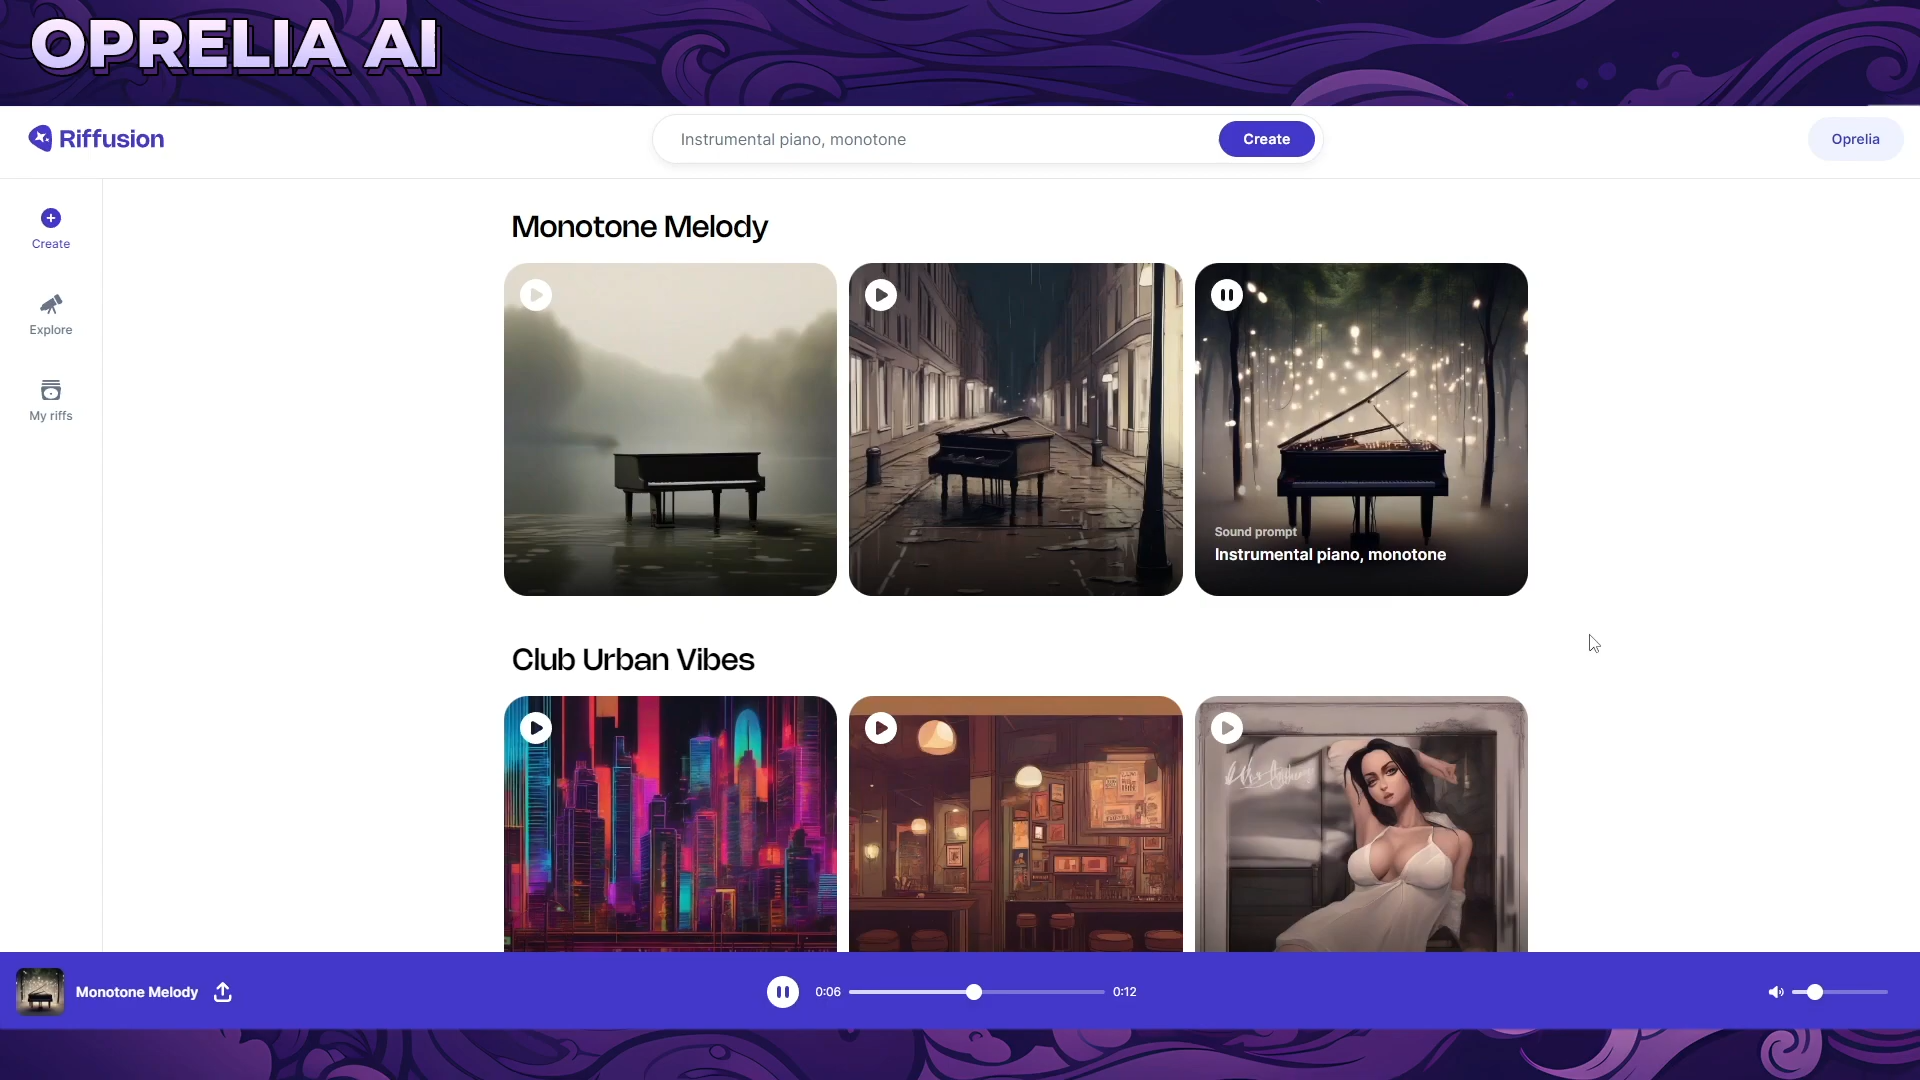 OPRELIA AI
Riffusion
Instrumental piano, monotone
Create
Oprelia
Create
Explore
My riffs
Monotone Melody
Sound prompt
Instrumental piano, monotone
Club Urban Vibes
Monotone Melody
0:06
0:12